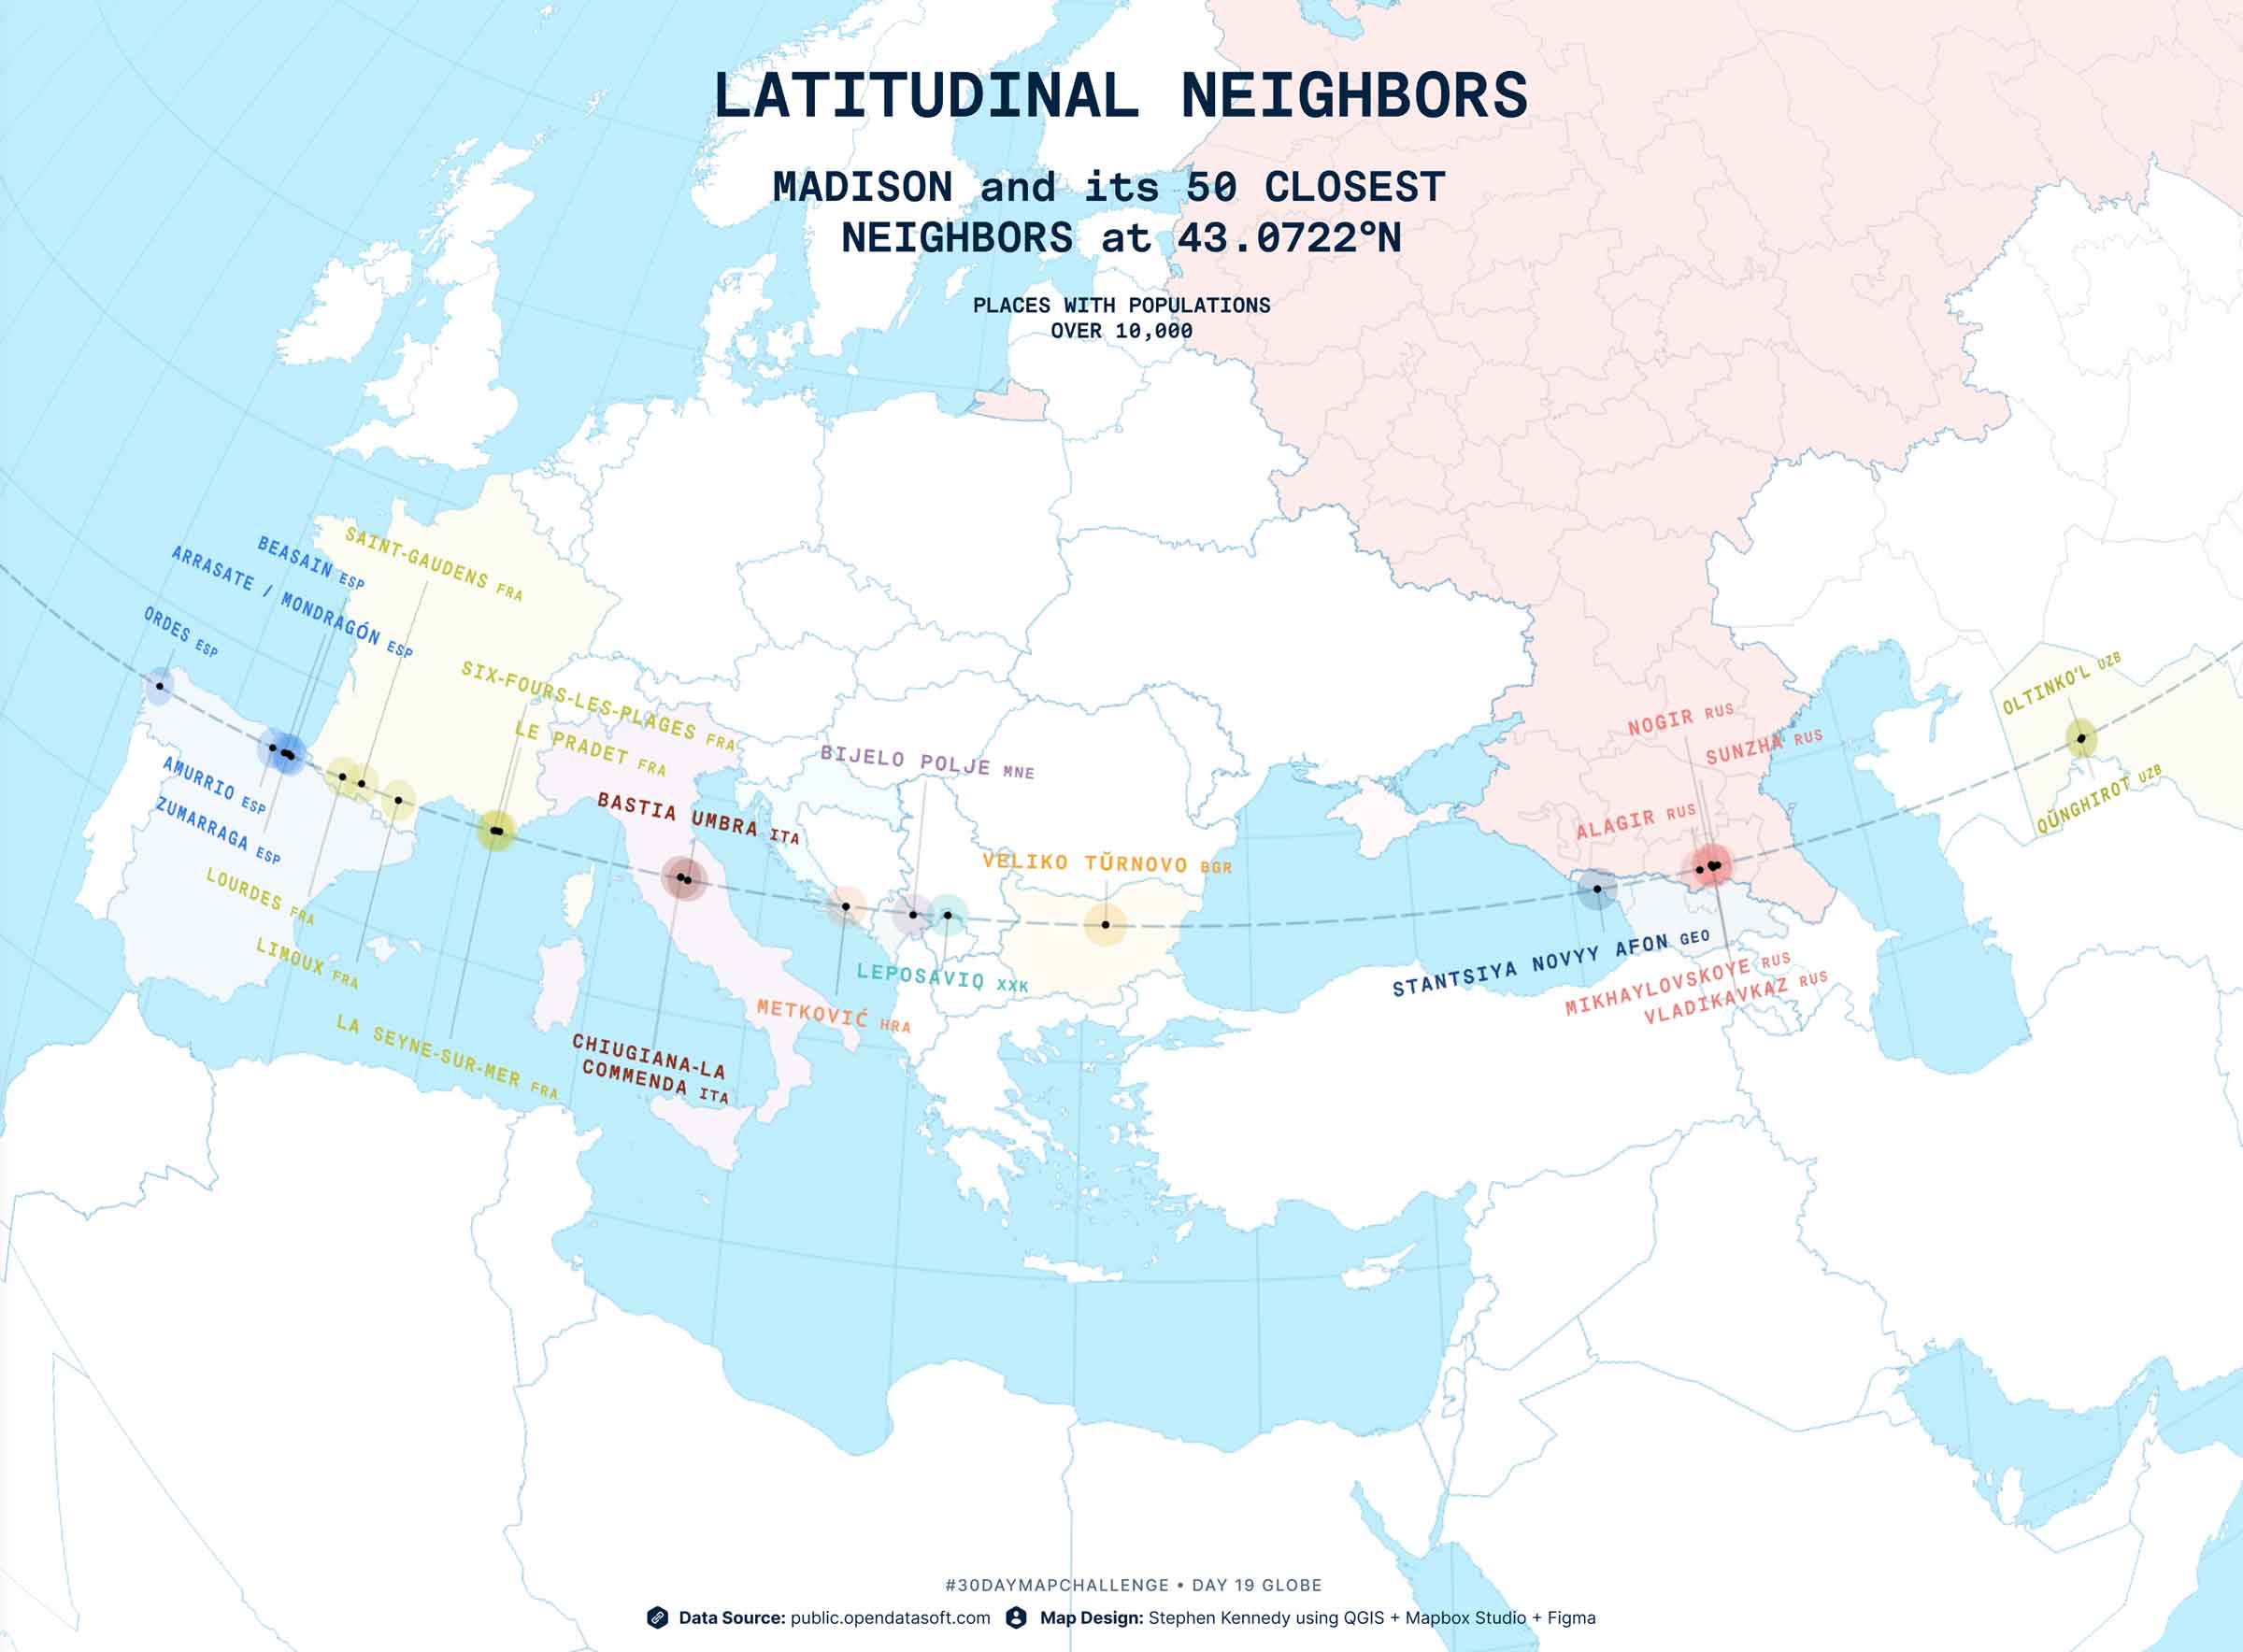 LATITUDINAL NEIGHBORS
MADISON and its 50 CLOSEST
NEIGHBORS at 43.0722°N
PLACES WITH POPULATIONS
OVER 10,000
SAINT-GAUDENS FRA
BEASAIN ESP
ARRASATE / MONDRAGÓN ESP
ORDES ESP
SIX-FOURS-LES-PLAGES FRA
LE PRADET FRA
AMURRIO ESP
ZUMARRAGA ESP
LOURDES FRA
LIMOUX FRA
LA SEYNE-SUR-MER FRA
BASTIA UMBRA ITA
CHIUGIANA-LA
COMMENDA ITA
BIJELO POLJE MNE
METKOVIĆ HRA
LEPOSAVIQ XXK
VELIKO TŬRNOVO BGR
NOGIR RUS
SUNZHA RUS
ALAGIR RUS
STANTSIYA NOVYY AFON GEO
MIKHAYLOVSKOYE RUS
VLADIKAVKAZ RUS
OLTINKO'L UZB
QŬNGHIROT UZB
#30DAYMAPCHALLENGE • DAY 19 GLOBE
Data Source: public.opendatasoft.com Map Design: Stephen Kennedy using QGIS + Mapbox Studio + Figma